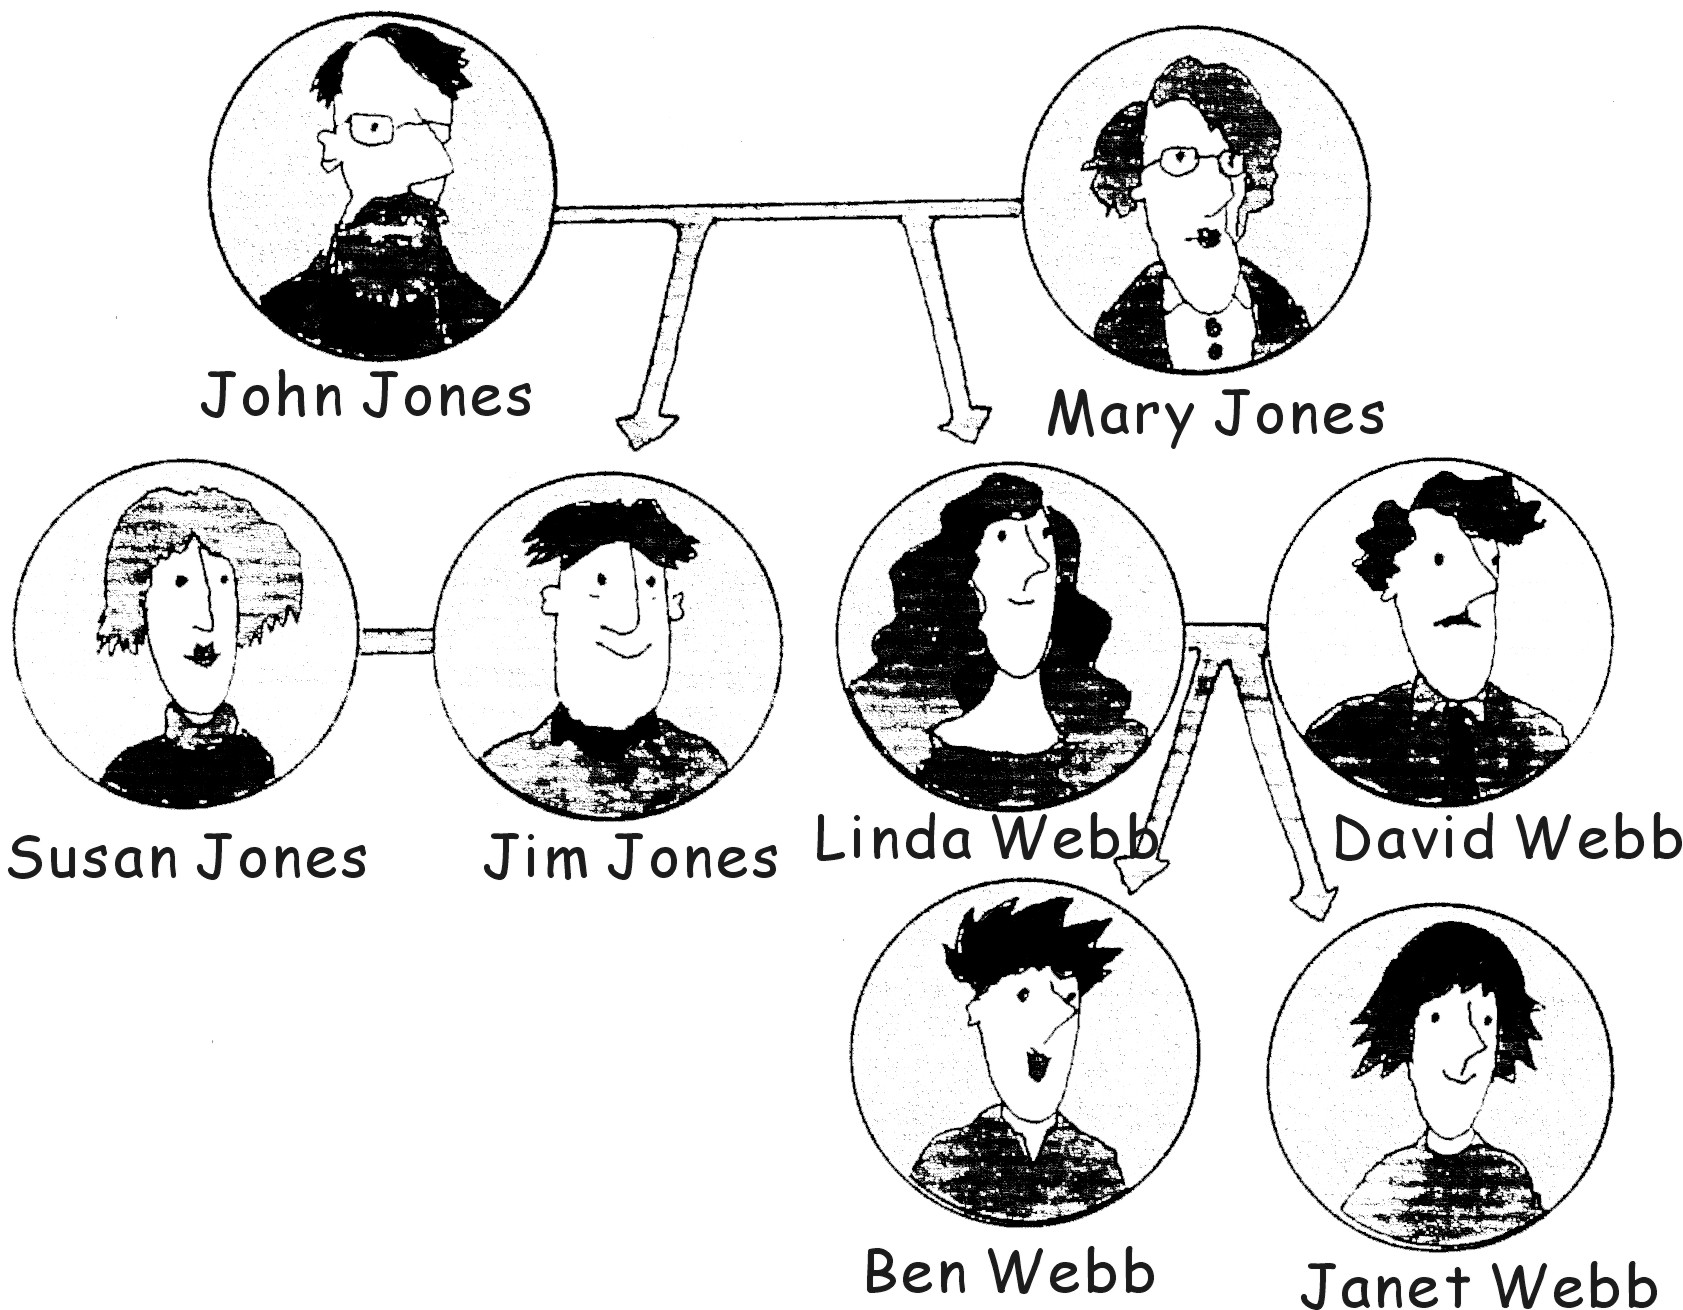 John Jones
Mary Jones
Susan Jones
Jim Jones
Linda Webb
David Webb
Ben Webb
Janet Webb